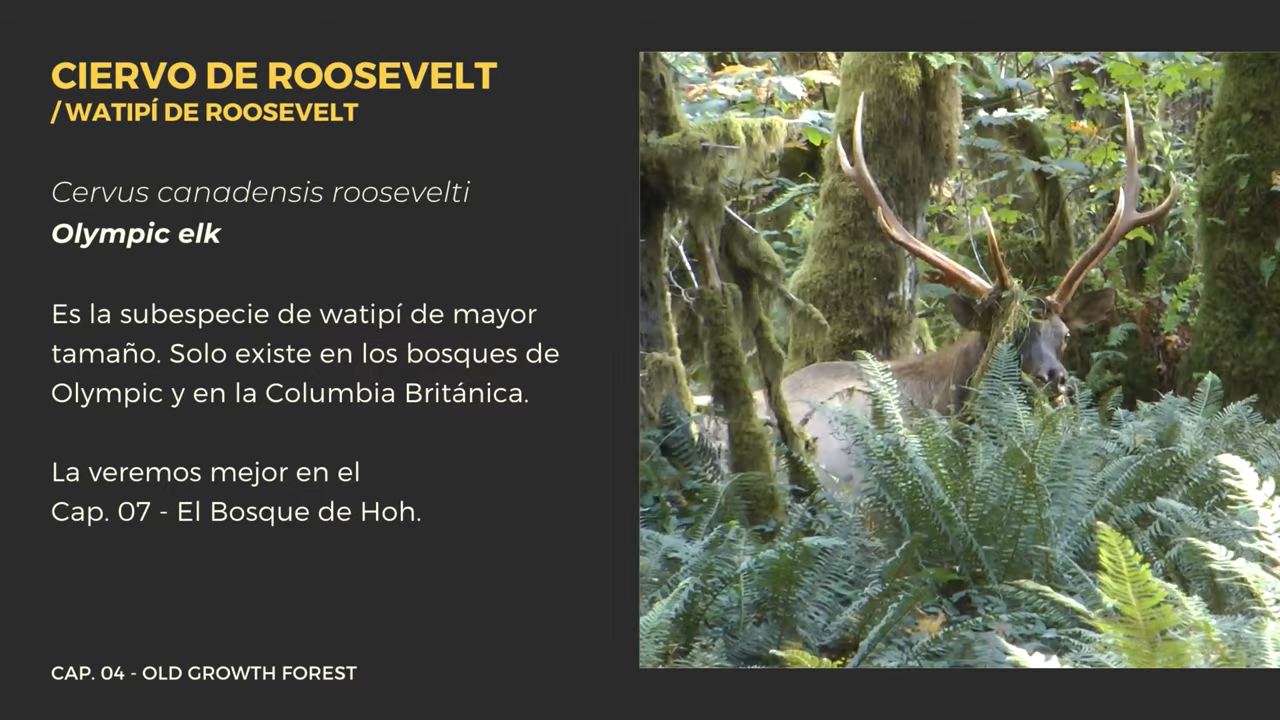 CIERVO DE ROOSEVELT
/ WATIPÍ DE ROOSEVELT
Cervus canadensis roosevelti
Olympic elk
Es la subespecie de watipí de mayor
tamaño. Solo existe en los bosques de
Olympic y en la Columbia Británica.
La veremos mejor en el
Cap. 07 - El Bosque de Hoh.
CAP. 04 - OLD GROWTH FOREST